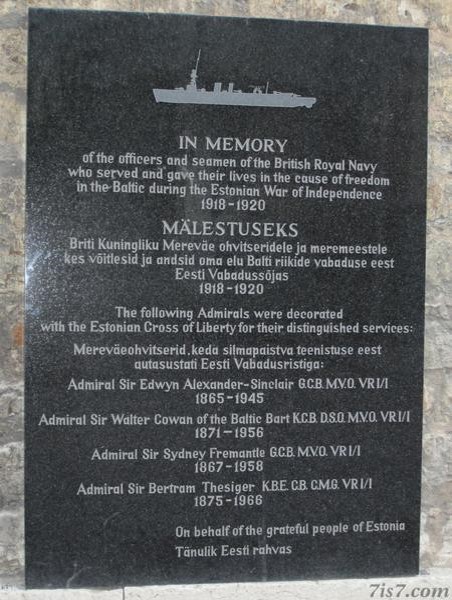 IN MEMORY
of the officers and seamen of the British Royal Navy
who served and gave their lives in the cause of freedom
in the Baltic during the Estonian War of Independence
1918-1920
MÄLESTUSEKS
Briti Kuningliku Mereväe ohvitseridele ja meremeestele
kes võitlesid ja andsid oma elu Balti riikide vabaduse eest
Eesti Vabadussõjas
1918-1920
The following Admirals were decorated
with the Estonian Cross of Liberty for their distinguished services:
Mereväeohvitserid, keda silmapaistva teenistuse eest
autasustati Eesti Vabadusristiga:
Admiral Sir Edwyn Alexander-Sinclair G.C.B. M.V.O. VR I/I
1865-1945
Admiral Sir Walter Cowan of the Baltic Bart K.C.B. D.S.O. M.V.O. VR I/I
1871-1956
Admiral Sir Sydney Fremantle G.C.B. M.V.O. VR I/I
1867-1958
Admiral Sir Bertram Thesiger K.B.E. C.B. C.M.G. VR I/I
1875-1966
On behalf of the grateful people of Estonia
Tänulik Eesti rahvas
7is7.com